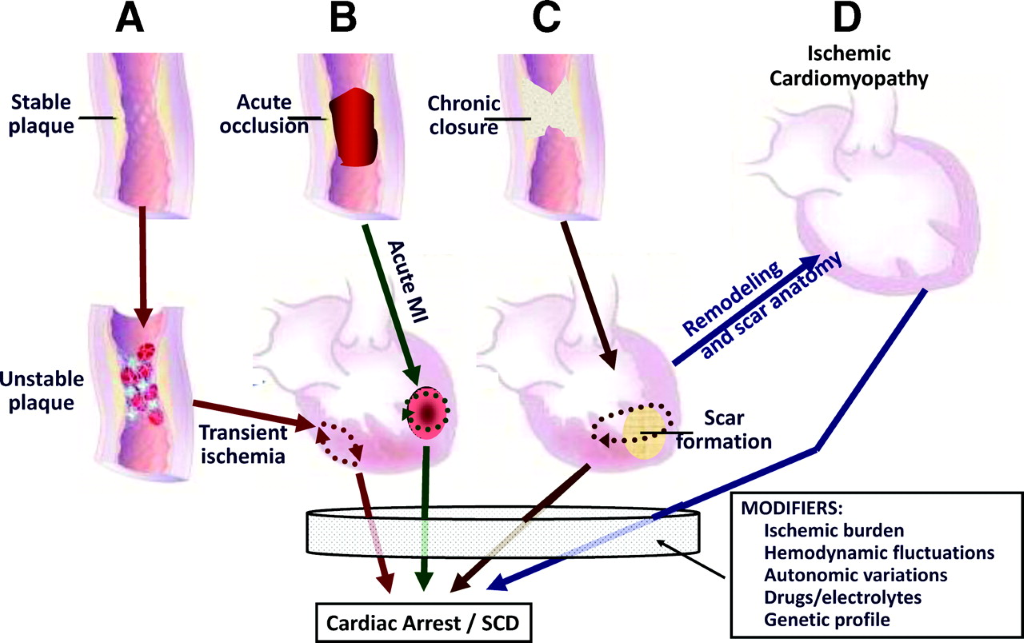 A
B
C
D
Ischemic
Cardiomyopathy
Stable
plaque
Acute
occlusion
Chronic
closure
Acute MI
Remodeling
and scar anatomy
Unstable
plaque
Transient
ischemia
Scar
formation
MODIFIERS:
Ischemic burden
Hemodynamic fluctuations
Autonomic variations
Drugs/electrolytes
Genetic profile
Cardiac Arrest / SCD